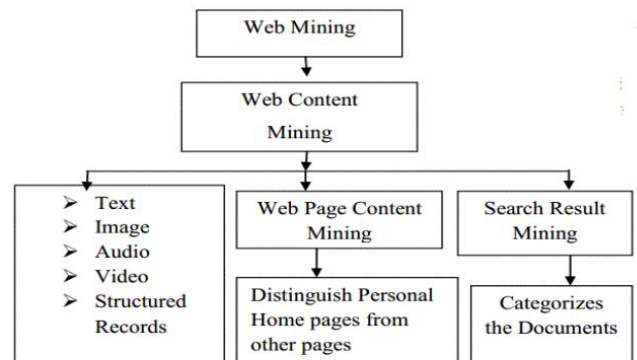 Web Mining
Web Content
Mining
➢ Text
➢ Image
➢ Audio
➢ Video
➢ Structured
Records
Web Page Content
Mining
Search Result
Mining
Distinguish Personal
Home pages from
other pages
Categorizes
the Documents